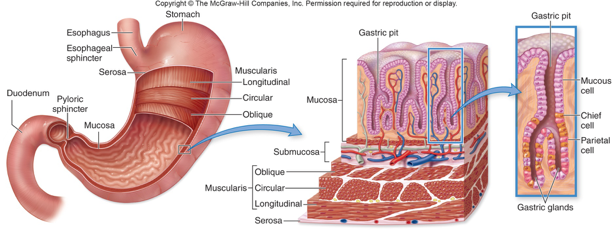 Copyright © The McGraw-Hill Companies, Inc. Permission required for reproduction or display.
Stomach
Esophagus
Esophageal
sphincter
Serosa
Muscularis
Longitudinal
Circular
Oblique
Duodenum
Pyloric
sphincter
Mucosa
Gastric pit
Mucosa
Submucosa
Muscularis
Oblique
Circular
Longitudinal
Serosa
Gastric pit
Mucous
cell
Chief
cell
Parietal
cell
Gastric glands